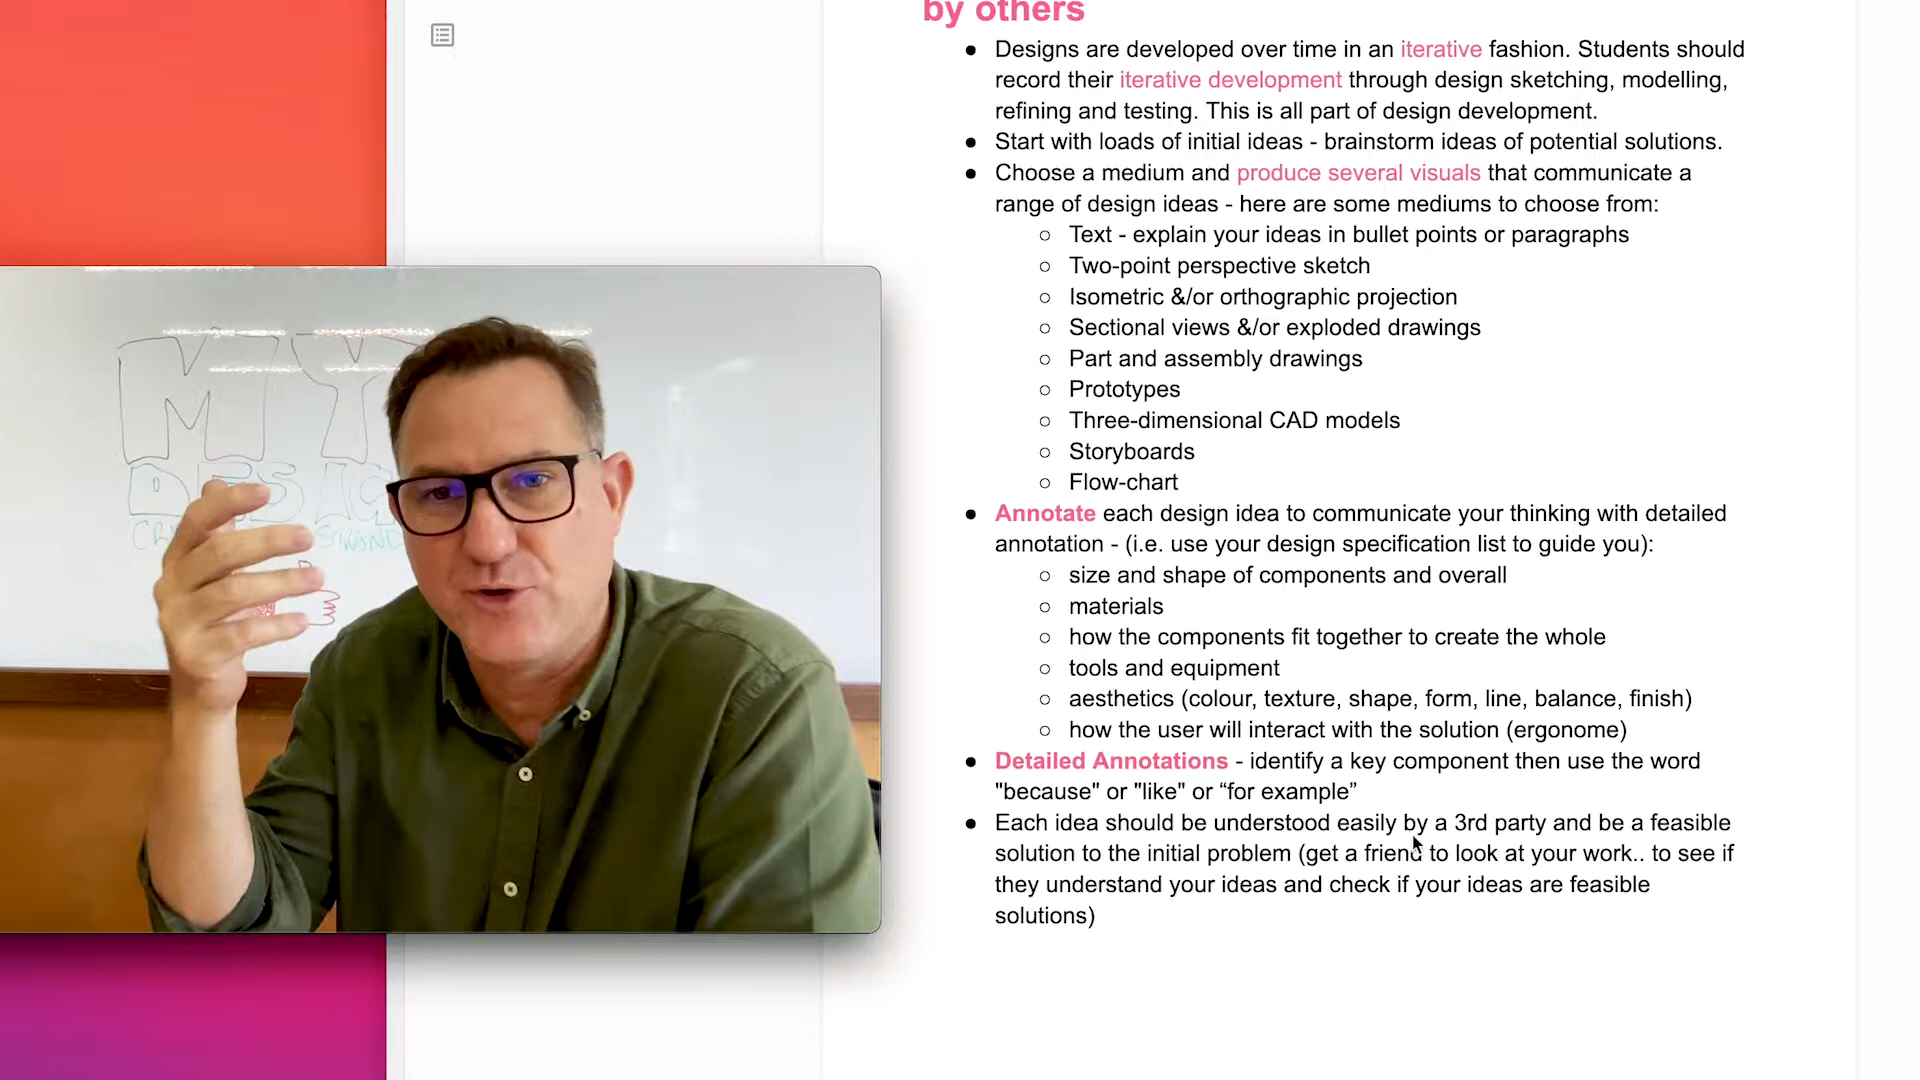 by others
● Designs are developed over time in an iterative fashion. Students should
record their iterative development through design sketching, modelling,
refining and testing. This is all part of design development.
● Start with loads of initial ideas - brainstorm ideas of potential solutions.
● Choose a medium and produce several visuals that communicate a
range of design ideas - here are some mediums to choose from:
○ Text - explain your ideas in bullet points or paragraphs
○ Two-point perspective sketch
○ Isometric &/or orthographic projection
○ Sectional views &/or exploded drawings
○ Part and assembly drawings
○ Prototypes
○ Three-dimensional CAD models
○ Storyboards
○ Flow-chart
● Annotate each design idea to communicate your thinking with detailed
annotation - (i.e. use your design specification list to guide you):
○ size and shape of components and overall
○ materials
○ how the components fit together to create the whole
○ tools and equipment
○ aesthetics (colour, texture, shape, form, line, balance, finish)
○ how the user will interact with the solution (ergonome)
● Detailed Annotations - identify a key component then use the word
"because" or "like" or “for example”
● Each idea should be understood easily by a 3rd party and be a feasible
solution to the initial problem (get a friend to look at your work.. to see if
they understand your ideas and check if your ideas are feasible
solutions)
MY
DESIG